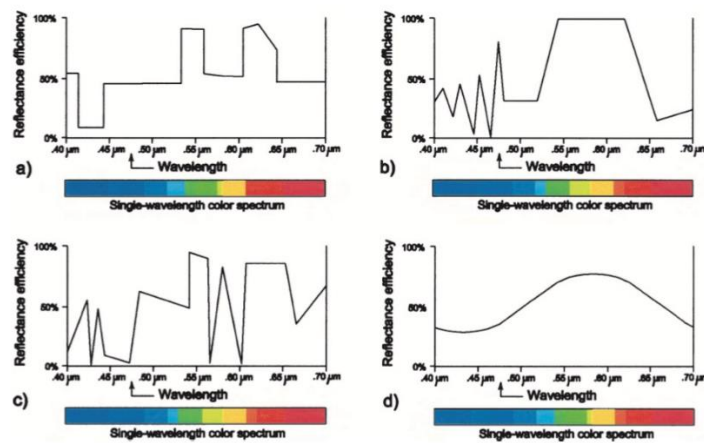 Reflectance efficiency
100%
50%
0%
.40 µm .45 µm .50 µm .55 µm .60 µm .65 µm .70 µm
Wavelength
a)
Single-wavelength color spectrum
Reflectance efficiency
100%
50%
0%
.40 µm .45 µm .50 µm .55 µm .60 µm .65 µm .70 µm
Wavelength
b)
Single-wavelength color spectrum
Reflectance efficiency
100%
50%
0%
.40 µm .45 µm .50 µm .55 µm .60 µm .65 µm .70 µm
Wavelength
c)
Single-wavelength color spectrum
Reflectance efficiency
100%
50%
0%
.40 µm .45 µm .50 µm .55 µm .60 µm .65 µm .70 µm
Wavelength
d)
Single-wavelength color spectrum